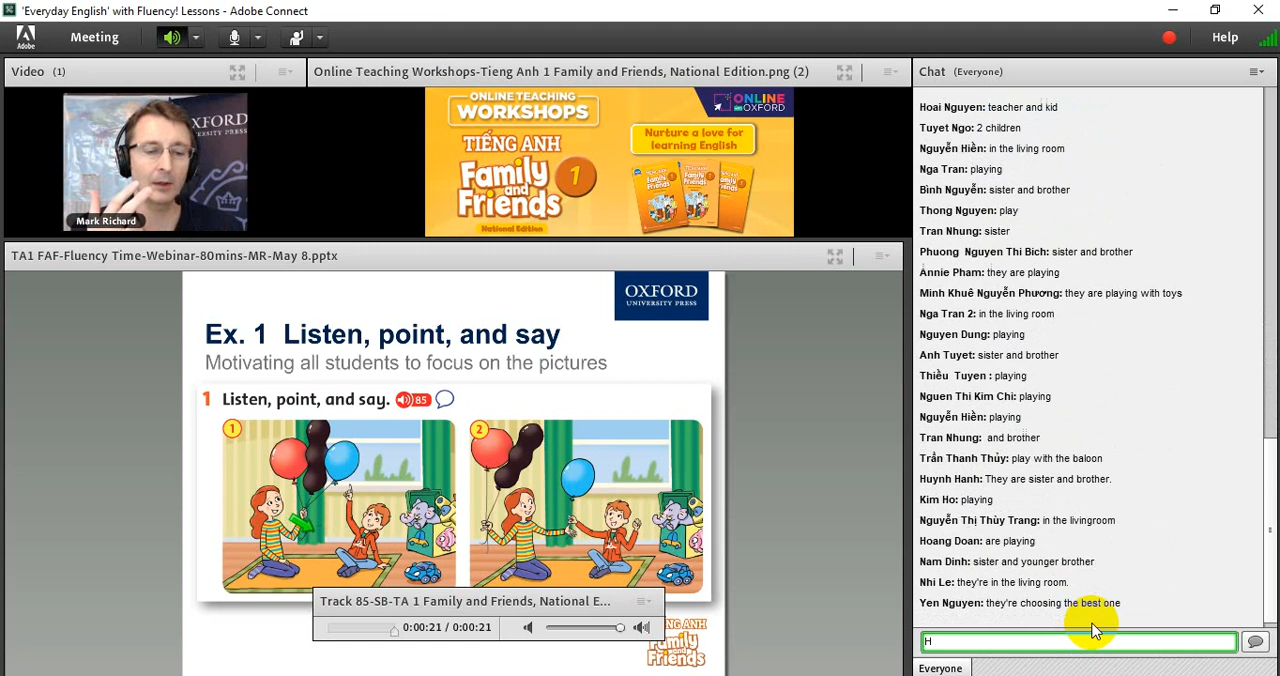 'Everyday English' with Fluency! Lessons - Adobe Connect
Adobe
Meeting
Help
Video (1)
OXFORD
UNIVERSITY PRESS
Mark Richard
Online Teaching Workshops-Tieng Anh 1 Family and Friends, National Edition.png (2)
ONLINE TEACHING
WORKSHOPS
TIẾNG ANH
Family
and
Friends
1
National Edition
ONLINE
OXFORD
Nurture a love for
learning English
TA1 FAF-Fluency Time-Webinar-80mins-MR-May 8.pptx
OXFORD
UNIVERSITY PRESS
Ex. 1 Listen, point, and say
Motivating all students to focus on the pictures
1 Listen, point, and say. 85
1
2
Track 85-SB-TA 1 Family and Friends, National E...
0:00:21 / 0:00:21
TIẾNG ANH
Family
and
Friends
Chat (Everyone)
Hoai Nguyen: teacher and kid
Tuyet Ngo: 2 children
Nguyễn Hiền: in the living room
Nga Tran: playing
Bình Nguyễn: sister and brother
Thong Nguyen: play
Tran Nhung: sister
Phuong Nguyen Thi Bich: sister and brother
Annie Pham: they are playing
Minh Khuê Nguyễn Phương: they are playing with toys
Nga Tran 2: in the living room
Nguyen Dung: playing
Anh Tuyet: sister and brother
Thiều Tuyen : playing
Nguen Thi Kim Chi: playing
Nguyễn Hiền: playing
Tran Nhung: and brother
Trần Thanh Thủy: play with the baloon
Huynh Hanh: They are sister and brother.
Kim Ho: playing
Nguyễn Thị Thùy Trang: in the livingroom
Hoang Doan: are playing
Nam Dinh: sister and younger brother
Nhi Le: they're in the living room.
Yen Nguyen: they're choosing the best one
H
Everyone